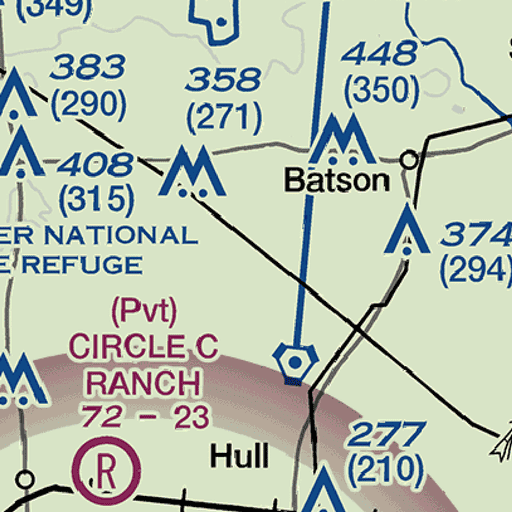 (349)
383
(290)
358
(271)
448
(350)
408
(315)
Batson
374
(294)
ER NATIONAL
E REFUGE
(Pvt)
CIRCLE C
RANCH
72 - 23
R
Hull
277
(210)